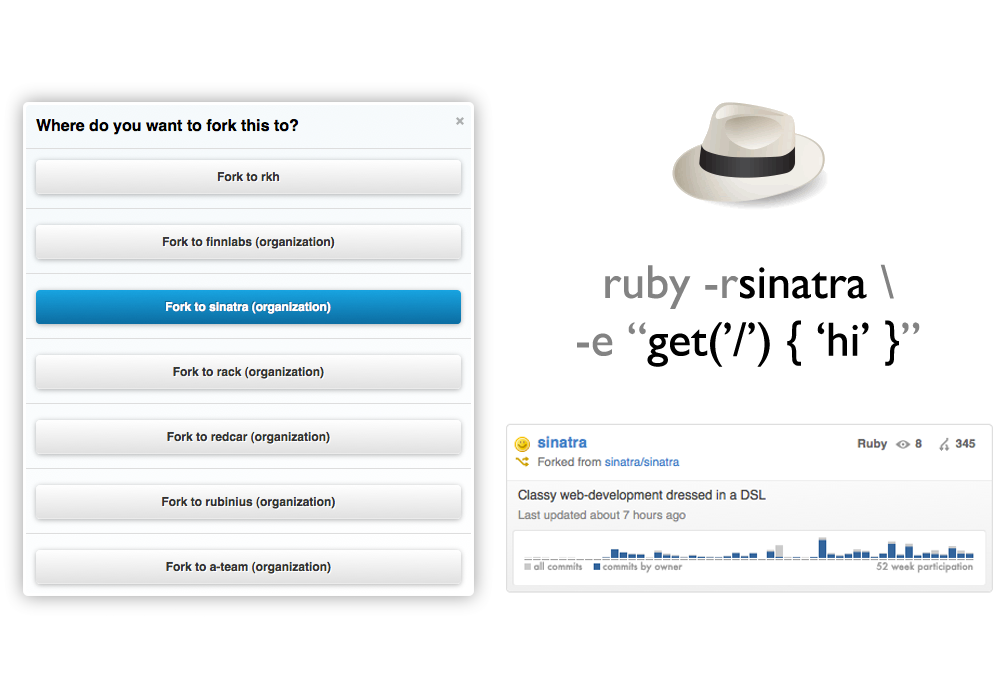 Where do you want to fork this to?
×
Fork to rkh
Fork to finnlabs (organization)
Fork to sinatra (organization)
Fork to rack (organization)
Fork to redcar (organization)
Fork to rubinius (organization)
Fork to a-team (organization)
ruby -rsinatra \
-e “get(’/’) { ‘hi’ }”
sinatra
Ruby 8 345
Forked from sinatra/sinatra
Classy web-development dressed in a DSL
Last updated about 7 hours ago
all commits commits by owner 52 week participation